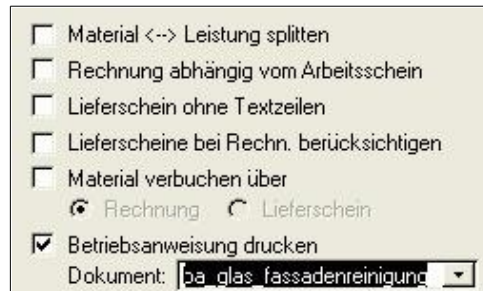 Material <--> Leistung splitten
Rechnung abhängig vom Arbeitsschein
Lieferschein ohne Textzeilen
Lieferscheine bei Rechn. berücksichtigen
Material verbuchen über
Rechnung Lieferschein
Betriebsanweisung drucken
Dokument: ba_glas_fassadenreinigung